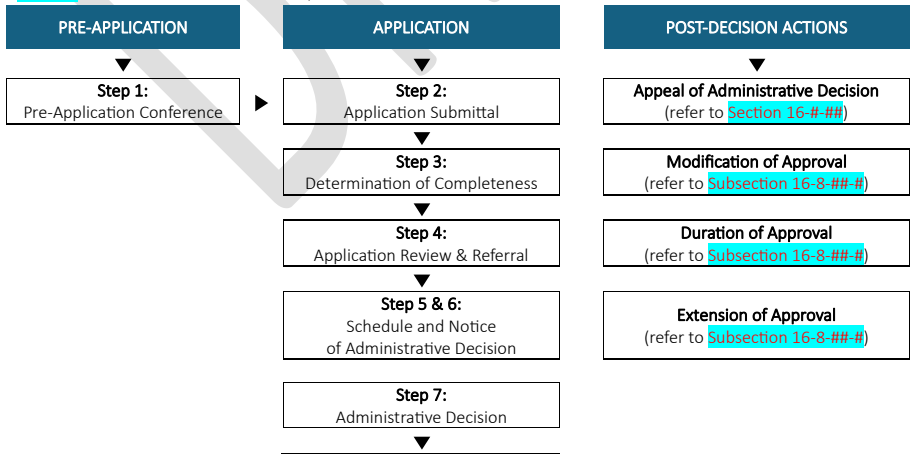 PRE-APPLICATION
Step 1:
Pre-Application Conference
APPLICATION
Step 2:
Application Submittal
Step 3:
Determination of Completeness
Step 4:
Application Review & Referral
Step 5 & 6:
Schedule and Notice
of Administrative Decision
Step 7:
Administrative Decision
POST-DECISION ACTIONS
Appeal of Administrative Decision
(refer to Section 16-#-##)
Modification of Approval
(refer to Subsection 16-8-##-#)
Duration of Approval
(refer to Subsection 16-8-##-#)
Extension of Approval
(refer to Subsection 16-8-##-#)